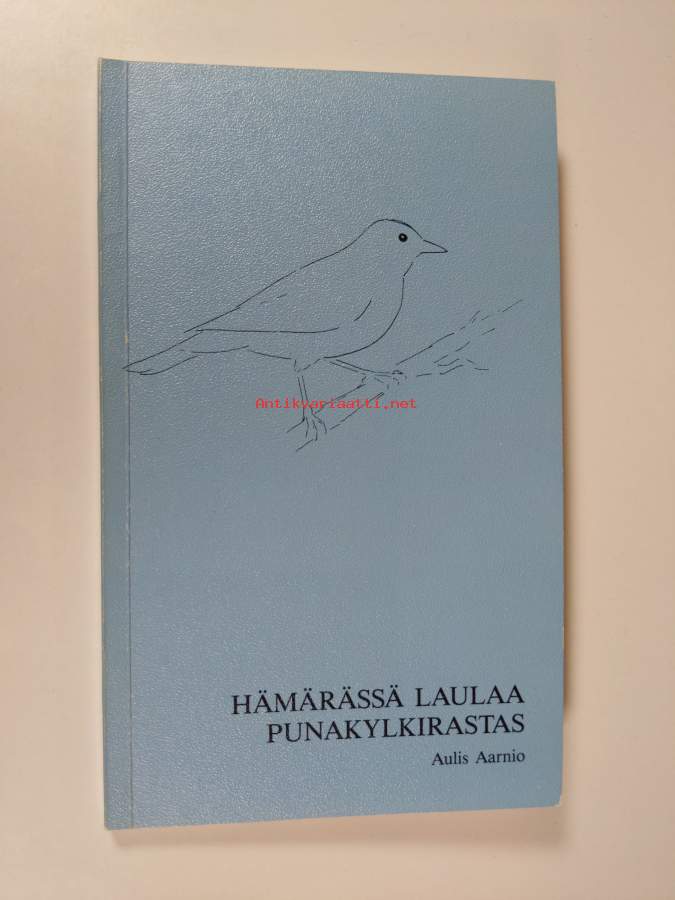 Antikvariaatti.net
HÄMÄRÄSSÄ LAULAA
PUNAKYLKIRASTAS
Aulis Aarnio